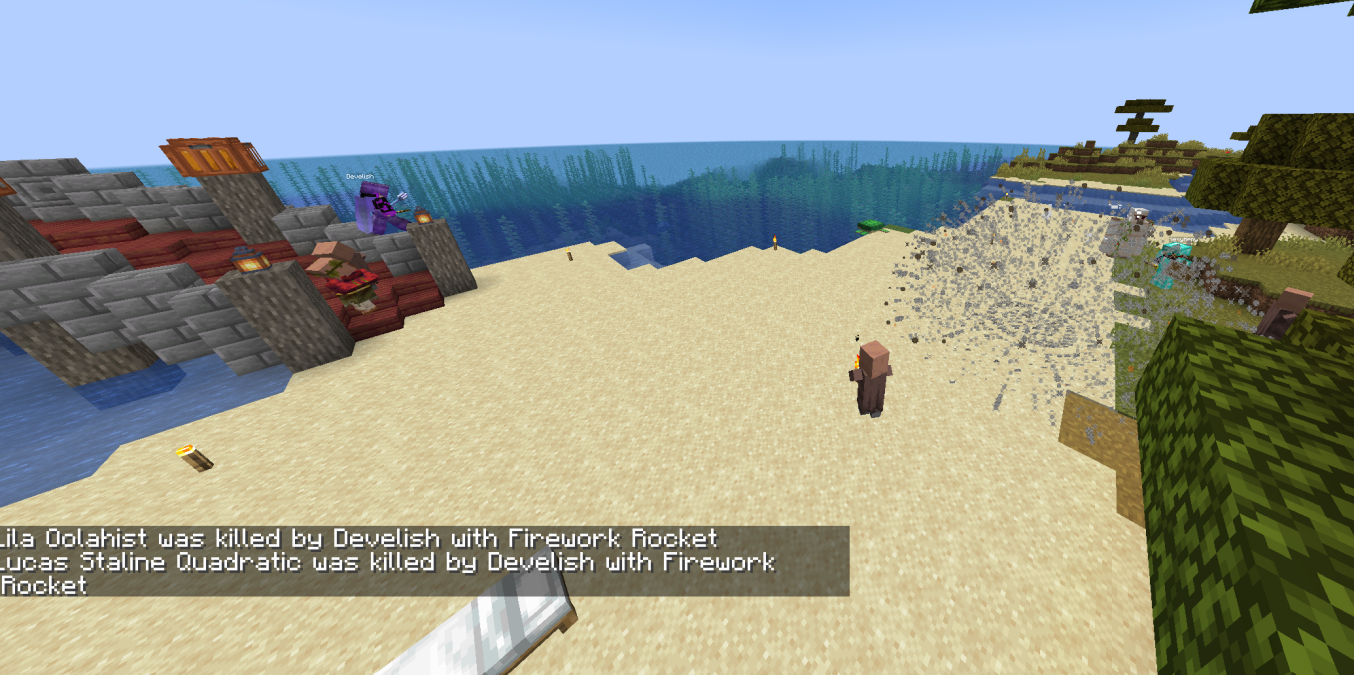 Develish
Lila Oolahist was killed by Develish with Firework Rocket
Lucas Staline Quadratic was killed by Develish with Firework
Rocket